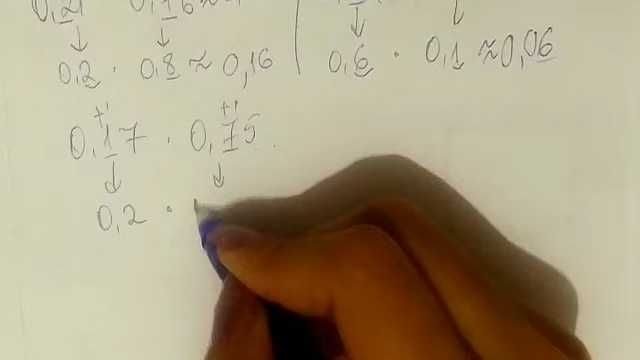 0,2 · 0,8 ≈ 0,16 | 0,6 · 0,1 ≈ 0,06
+1 +1
0,17 · 0,75
0,2 ·